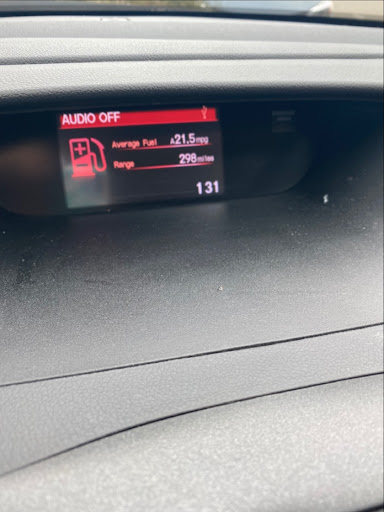 AUDIO OFF
Average Fuel A21.5mpg
Range 298miles
131